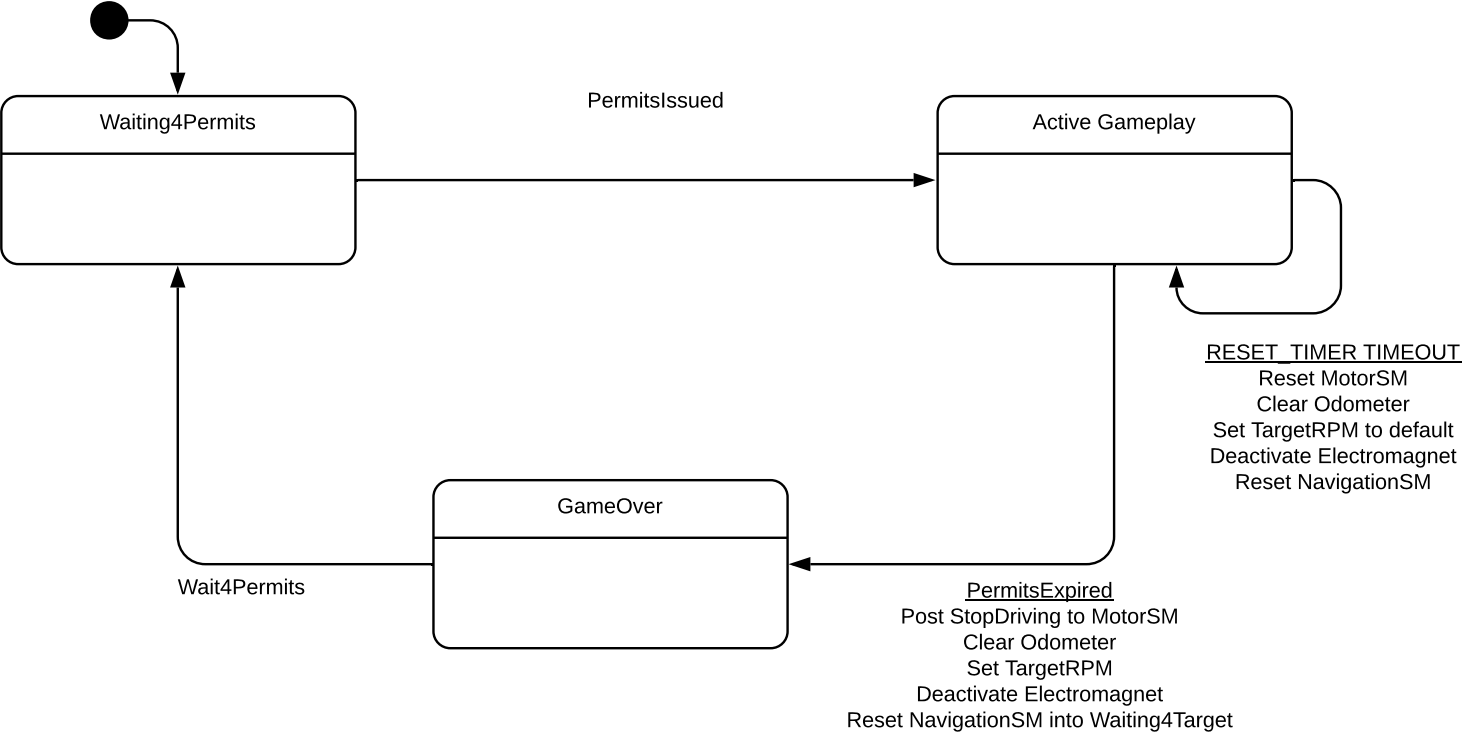 PermitsIssued
Waiting4Permits
Active Gameplay
RESET_TIMER TIMEOUT
Reset MotorSM
Clear Odometer
Set TargetRPM to default
Deactivate Electromagnet
Reset NavigationSM
GameOver
Wait4Permits
PermitsExpired
Post StopDriving to MotorSM
Clear Odometer
Set TargetRPM
Deactivate Electromagnet
Reset NavigationSM into Waiting4Target